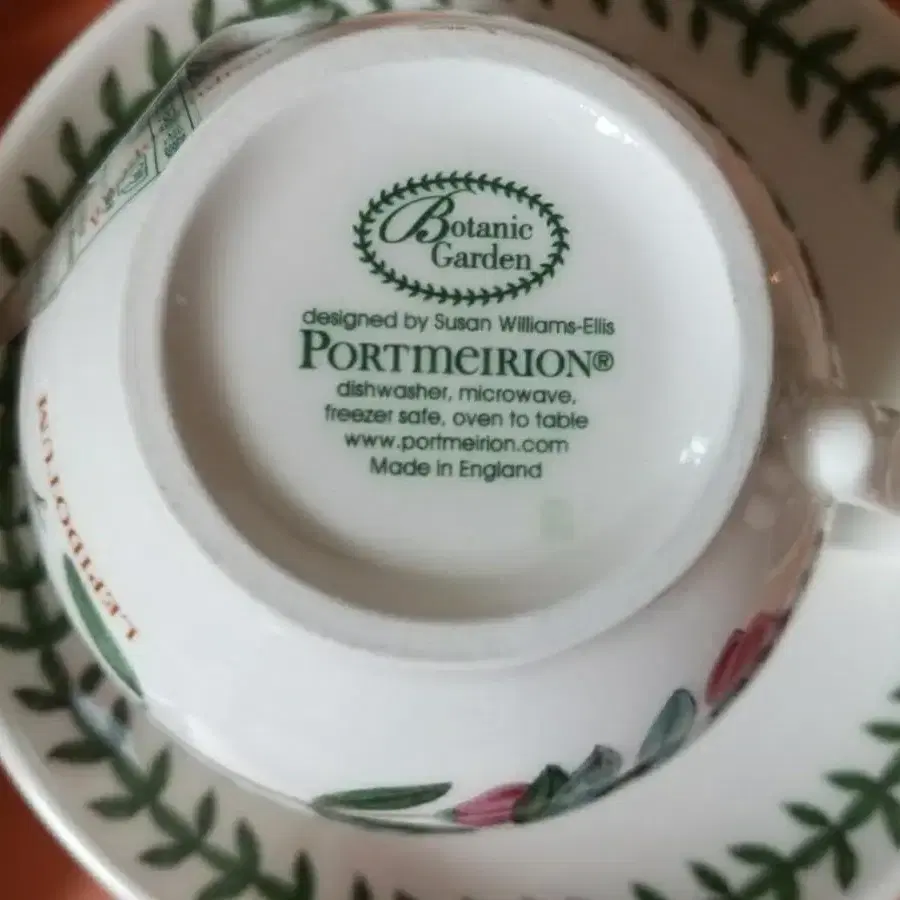 Botanic
Garden
designed by Susan Williams-Ellis
PORTMEIRION®
dishwasher, microwave,
freezer safe, oven to table
www.portmeirion.com
Made in England
LEPIDOTUM